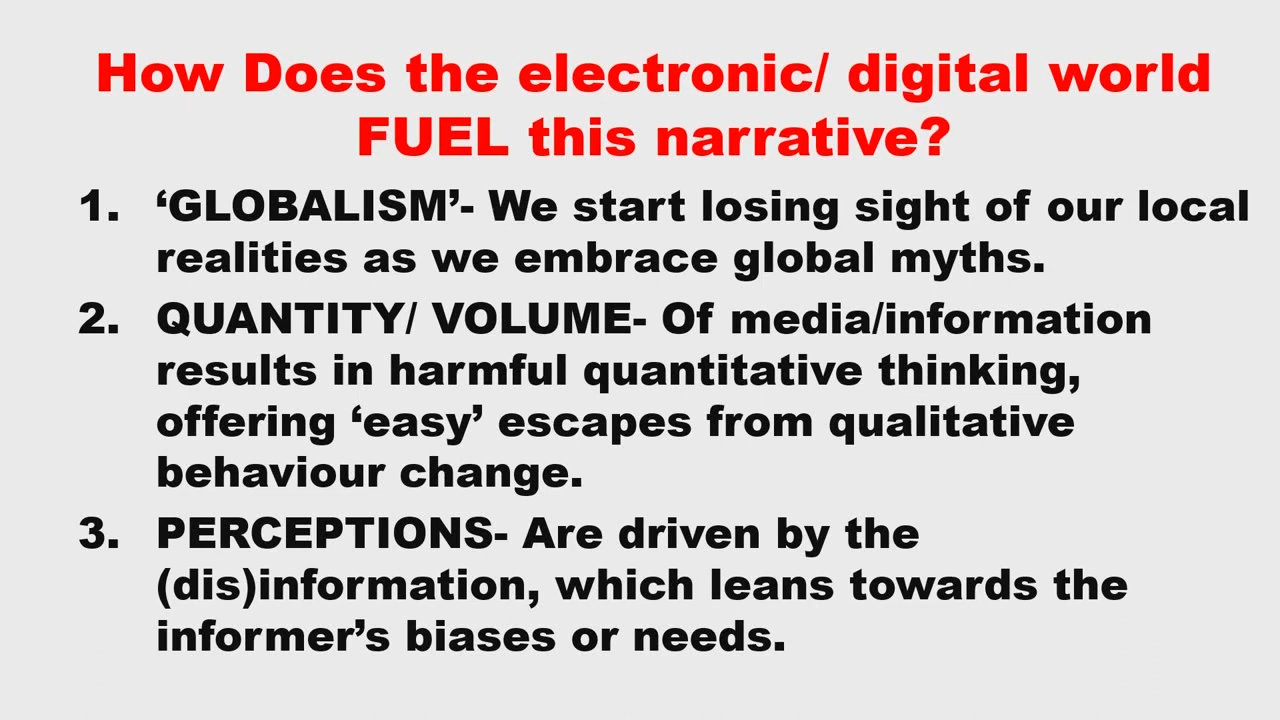 How Does the electronic/ digital world
FUEL this narrative?
1. ‘GLOBALISM’- We start losing sight of our local
realities as we embrace global myths.
2. QUANTITY/ VOLUME- Of media/information
results in harmful quantitative thinking,
offering ‘easy’ escapes from qualitative
behaviour change.
3. PERCEPTIONS- Are driven by the
(dis)information, which leans towards the
informer’s biases or needs.